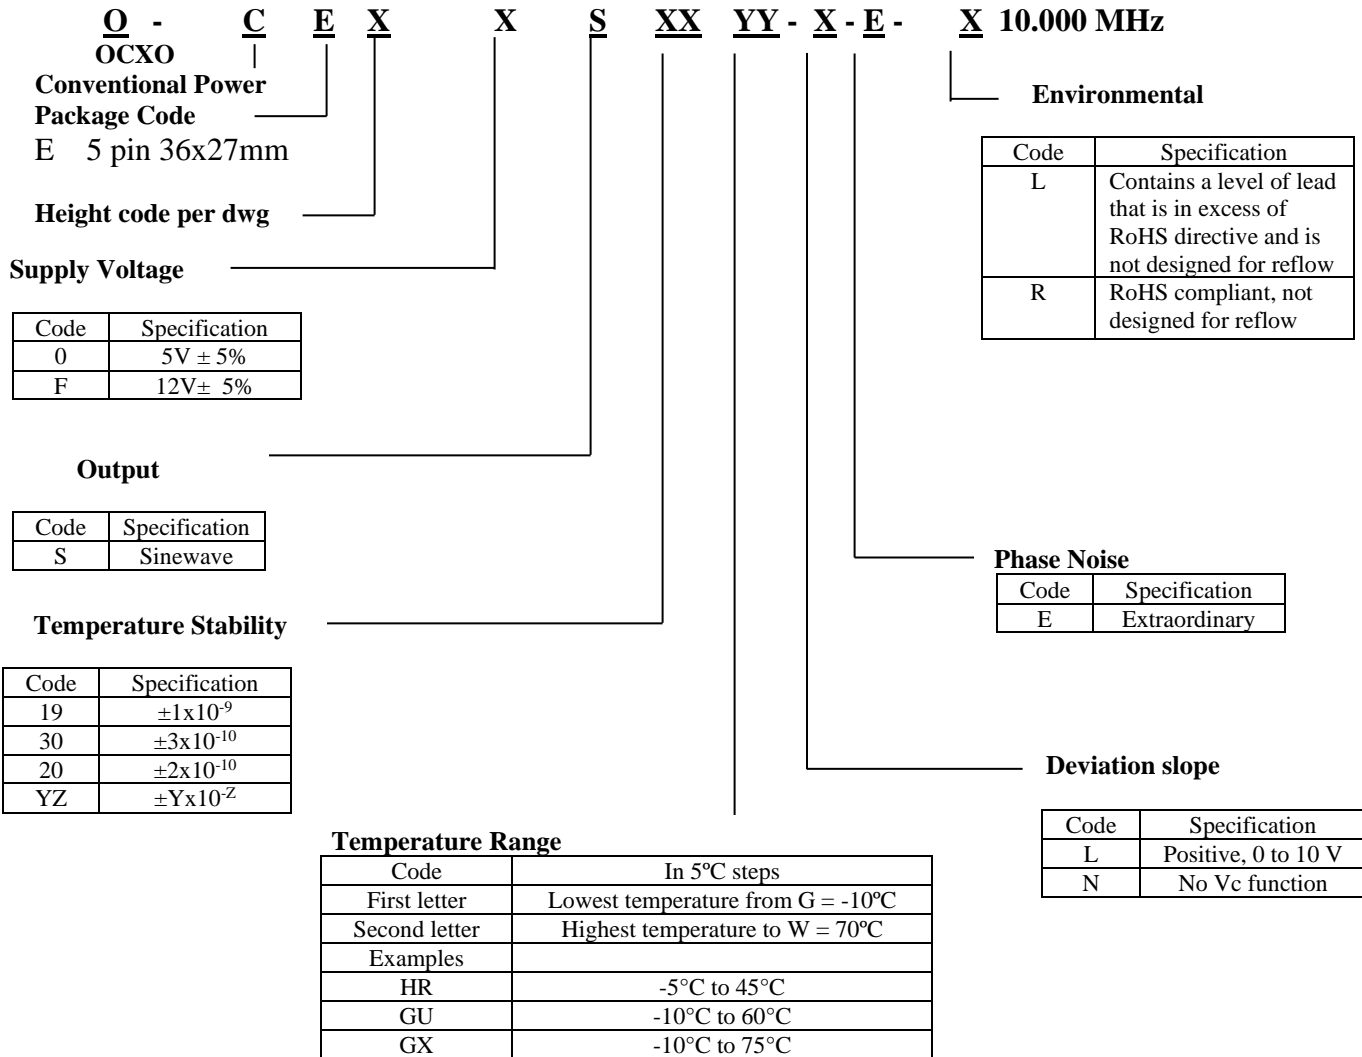 O - C E X X S XX YY - X - E - X 10.000 MHz
OCXO
Conventional Power
Package Code
E 5 pin 36x27mm
Height code per dwg
Supply Voltage
Code Specification
0 5V ± 5%
F 12V± 5%
Output
Code Specification
S Sinewave
Temperature Stability
Code Specification
19 ±1x10⁻⁹
30 ±3x10⁻¹⁰
20 ±2x10⁻¹⁰
YZ ±Yx10⁻ᶻ
Temperature Range
Code In 5ºC steps
First letter Lowest temperature from G = -10ºC
Second letter Highest temperature to W = 70ºC
Examples
HR -5°C to 45°C
GU -10°C to 60°C
GX -10°C to 75°C
Environmental
Code Specification
L Contains a level of lead
that is in excess of
RoHS directive and is
not designed for reflow
R RoHS compliant, not
designed for reflow
Phase Noise
Code Specification
E Extraordinary
Deviation slope
Code Specification
L Positive, 0 to 10 V
N No Vc function